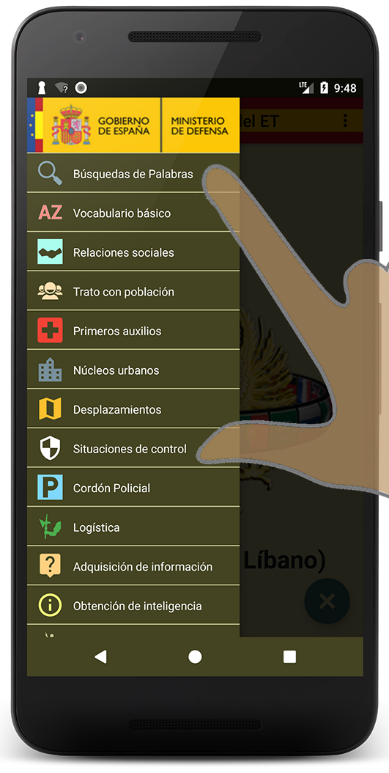 LTE 9:48
GOBIERNO MINISTERIO
DE ESPAÑA DE DEFENSA
el ET
Búsquedas de Palabras
AZ Vocabulario básico
Relaciones sociales
Trato con población
Primeros auxilios
Núcleos urbanos
Desplazamientos
Situaciones de control
P Cordón Policial
Logística
? Adquisición de información
Líbano)
i Obtención de inteligencia